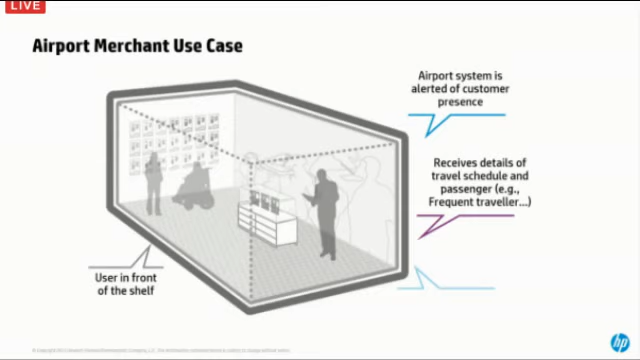 LIVE
Airport Merchant Use Case
Airport system is
alerted of customer
presence
Receives details of
travel schedule and
passenger (e.g.,
Frequent traveller...)
User in front
of the shelf
hp